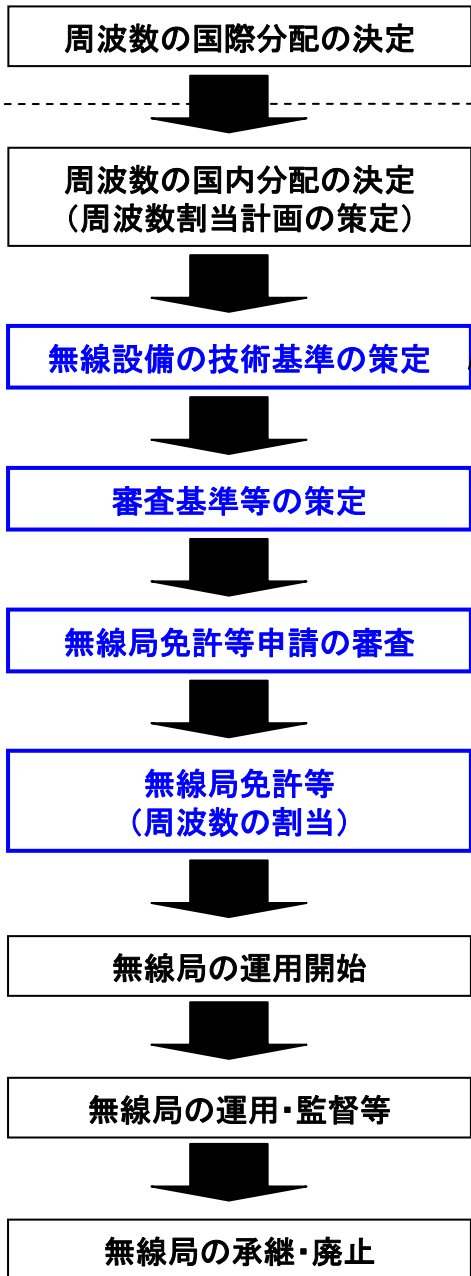 周波数の国際分配の決定
周波数の国内分配の決定
（周波数割当計画の策定）
無線設備の技術基準の策定
審査基準等の策定
無線局免許等申請の審査
無線局免許等
（周波数の割当）
無線局の運用開始
無線局の運用・監督等
無線局の承継・廃止